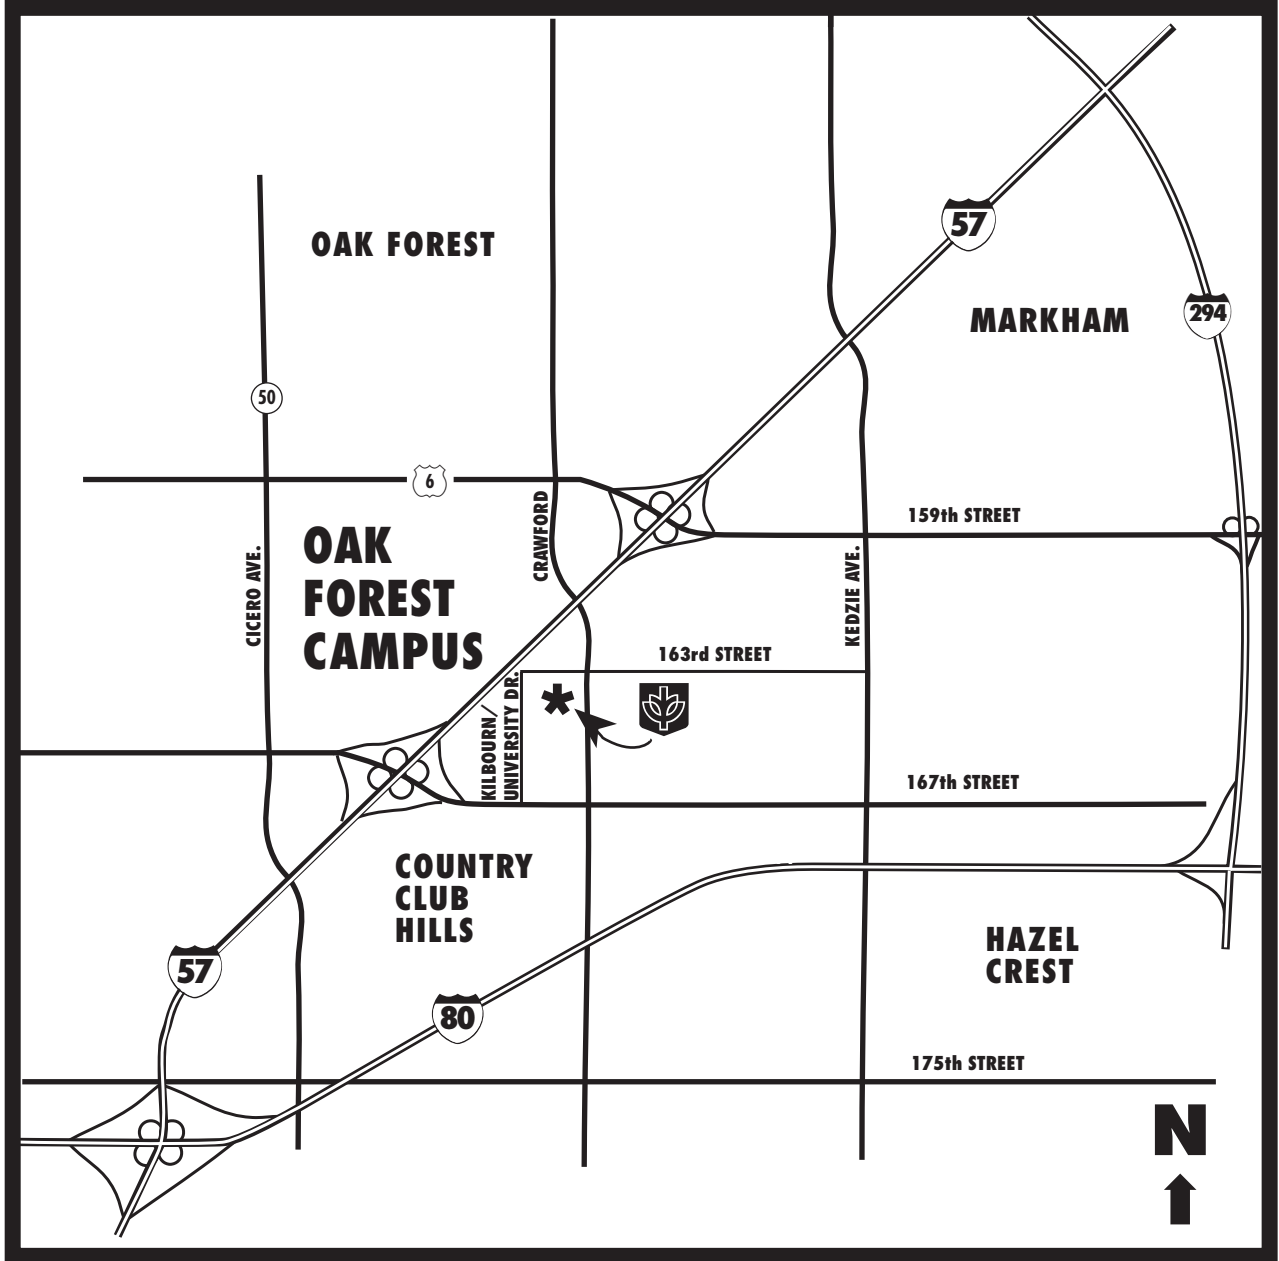 57
OAK FOREST
MARKHAM
294
50
6
159th STREET
OAK
FOREST
CAMPUS
CRAWFORD
CICERO AVE.
KEDZIE AVE.
163rd STREET
KILBOURN/
UNIVERSITY DR.
*
167th STREET
COUNTRY
CLUB
HILLS
HAZEL
CREST
57
80
175th STREET
N